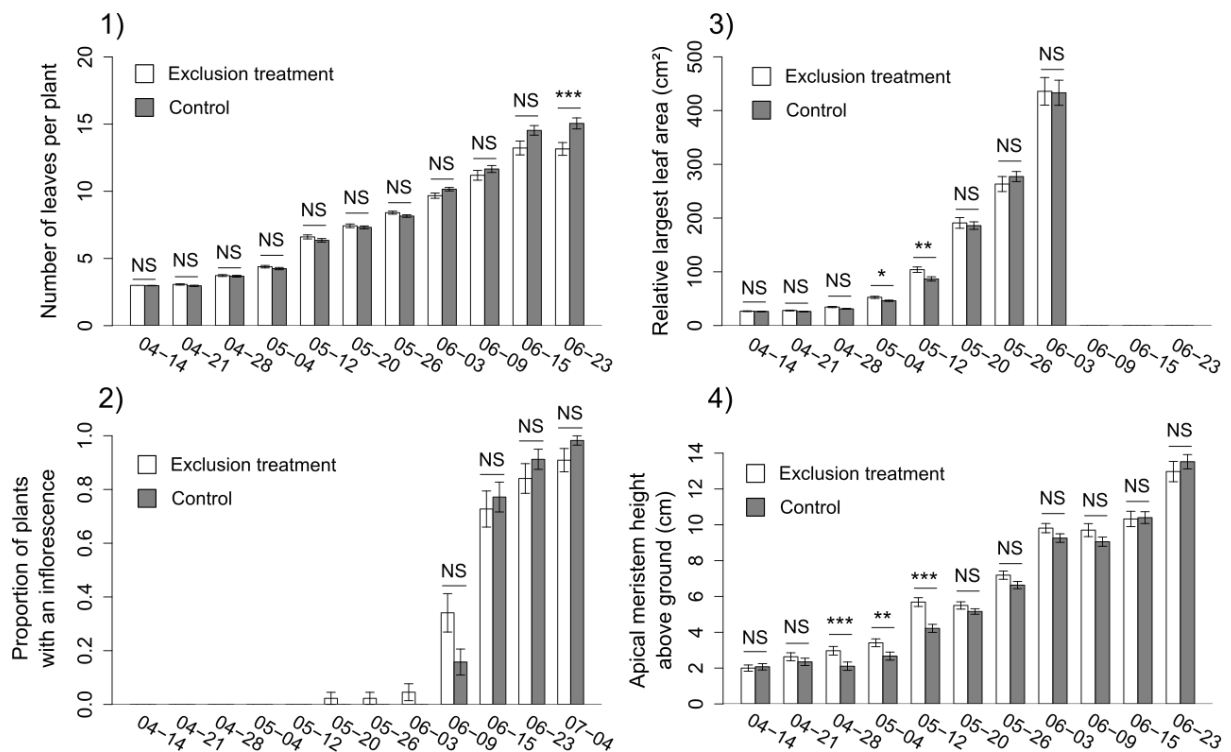 1)
Number of leaves per plant
20
15
10
5
0
Exclusion treatment
Control
NS
NS
NS
NS
NS
NS
NS
NS
NS
NS
***
04−14
04−21
04−28
05−04
05−12
05−20
05−26
06−03
06−09
06−15
06−23
3)
Relative largest leaf area (cm²)
500
400
300
200
100
0
Exclusion treatment
Control
NS
NS
NS
*
**
NS
NS
NS
04−14
04−21
04−28
05−04
05−12
05−20
05−26
06−03
06−09
06−15
06−23
2)
Proportion of plants
with an inflorescence
1.0
0.8
0.6
0.4
0.2
0.0
Exclusion treatment
Control
NS
NS
NS
NS
04−14
04−21
04−28
05−04
05−12
05−20
05−26
06−03
06−09
06−15
06−23
07−04
4)
Apical meristem height
above ground (cm)
14
12
10
8
6
4
2
0
Exclusion treatment
Control
NS
NS
***
**
***
NS
NS
NS
NS
NS
NS
04−14
04−21
04−28
05−04
05−12
05−20
05−26
06−03
06−09
06−15
06−23